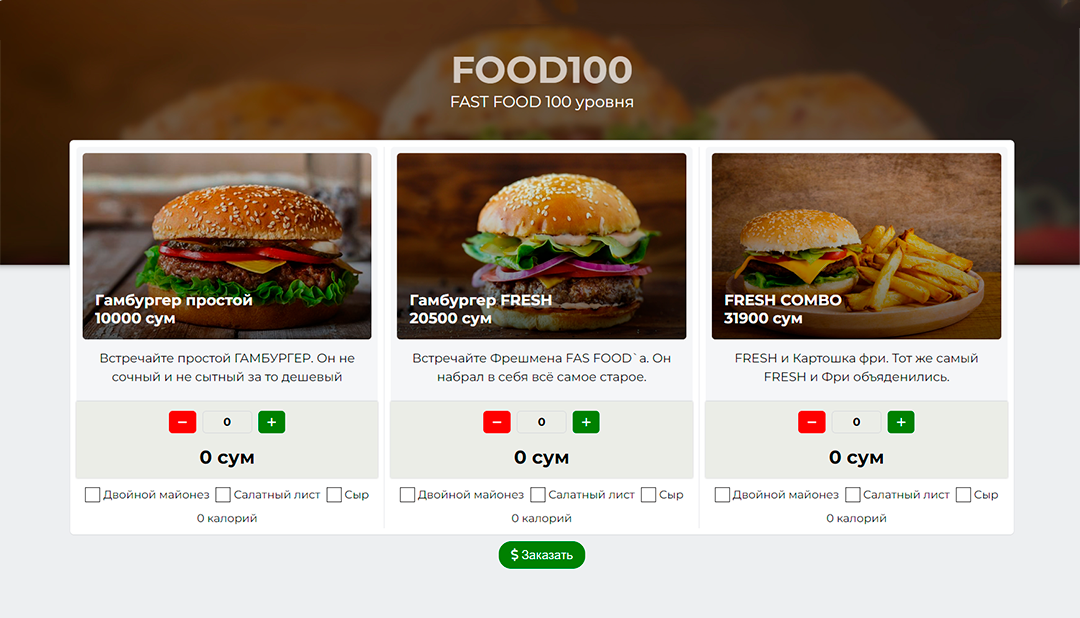 FOOD100
FAST FOOD 100 уровня
Гамбургер простой
10000 сум
Встречайте простой ГАМБУРГЕР. Он не
сочный и не сытный за то дешевый
− 0 +
0 сум
Двойной майонез Салатный лист Сыр
0 калорий
Гамбургер FRESH
20500 сум
Встречайте Фрешмена FAS FOOD`а. Он
набрал в себя всё самое старое.
− 0 +
0 сум
Двойной майонез Салатный лист Сыр
0 калорий
FRESH COMBO
31900 сум
FRESH и Картошка фри. Тот же самый
FRESH и Фри объяденились.
− 0 +
0 сум
Двойной майонез Салатный лист Сыр
0 калорий
$ Заказать